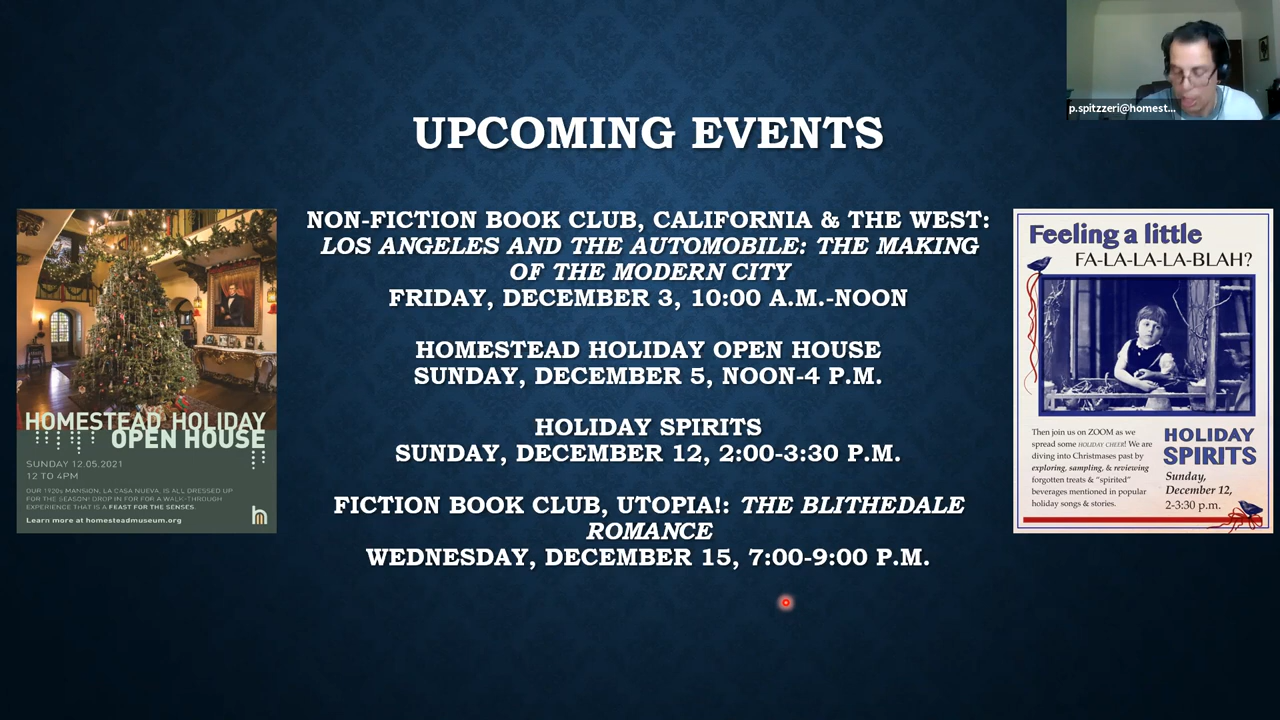 p.spitzzeri@homest...
UPCOMING EVENTS
NON-FICTION BOOK CLUB, CALIFORNIA & THE WEST:
LOS ANGELES AND THE AUTOMOBILE: THE MAKING
OF THE MODERN CITY
FRIDAY, DECEMBER 3, 10:00 A.M.-NOON
HOMESTEAD HOLIDAY OPEN HOUSE
SUNDAY, DECEMBER 5, NOON-4 P.M.
HOLIDAY SPIRITS
SUNDAY, DECEMBER 12, 2:00-3:30 P.M.
FICTION BOOK CLUB, UTOPIA!: THE BLITHEDALE
ROMANCE
WEDNESDAY, DECEMBER 15, 7:00-9:00 P.M.
HOMESTEAD HOLIDAY
OPEN HOUSE
SUNDAY 12.05.2021
12 TO 4PM
OUR 1920s MANSION, LA CASA NUEVA, IS ALL DRESSED UP
FOR THE SEASON! DROP IN FOR FOR A WALK-THROUGH
EXPERIENCE THAT IS A FEAST FOR THE SENSES.
Learn more at homesteadmuseum.org
h
Feeling a little
FA-LA-LA-LA-BLAH?
Then join us on ZOOM as we
spread some HOLIDAY CHEER! We are
diving into Christmases past by
exploring, sampling, & reviewing
forgotten treats & "spirited"
beverages mentioned in popular
holiday songs & stories.
HOLIDAY
SPIRITS
Sunday,
December 12,
2-3:30 p.m.